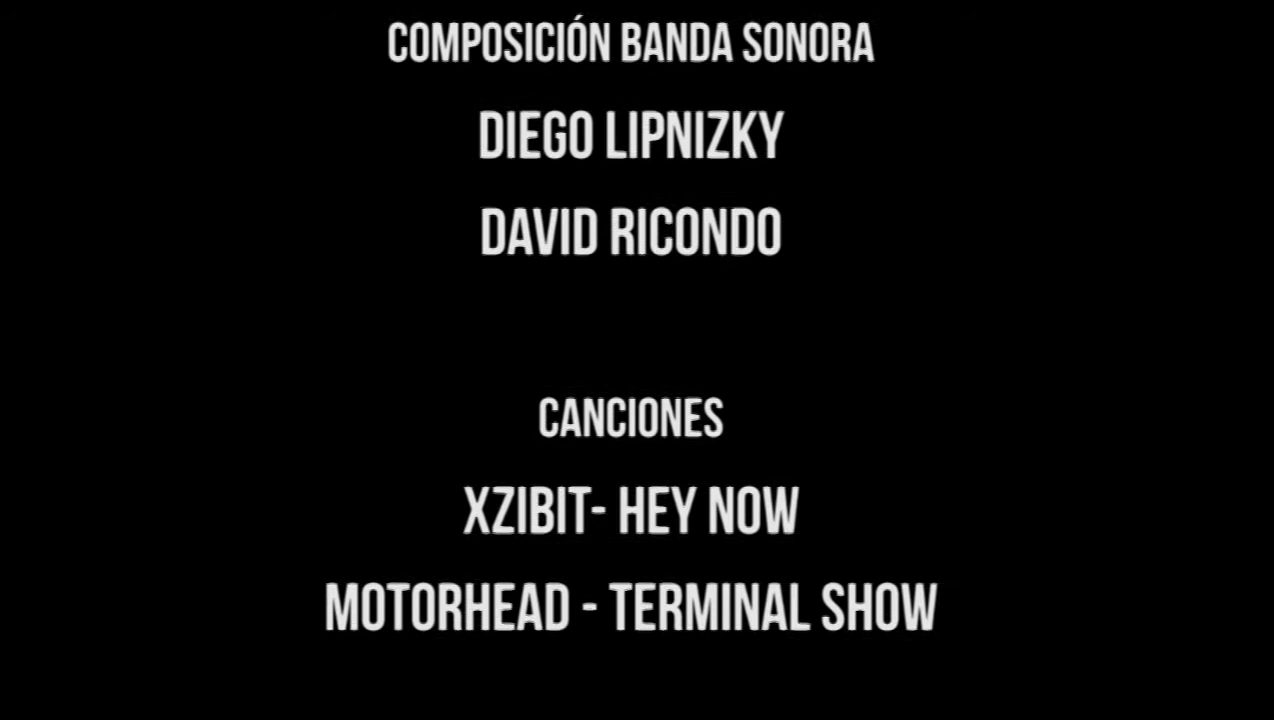 COMPOSICIÓN BANDA SONORA
DIEGO LIPNIZKY
DAVID RICONDO
CANCIONES
XZIBIT- HEY NOW
MOTORHEAD - TERMINAL SHOW